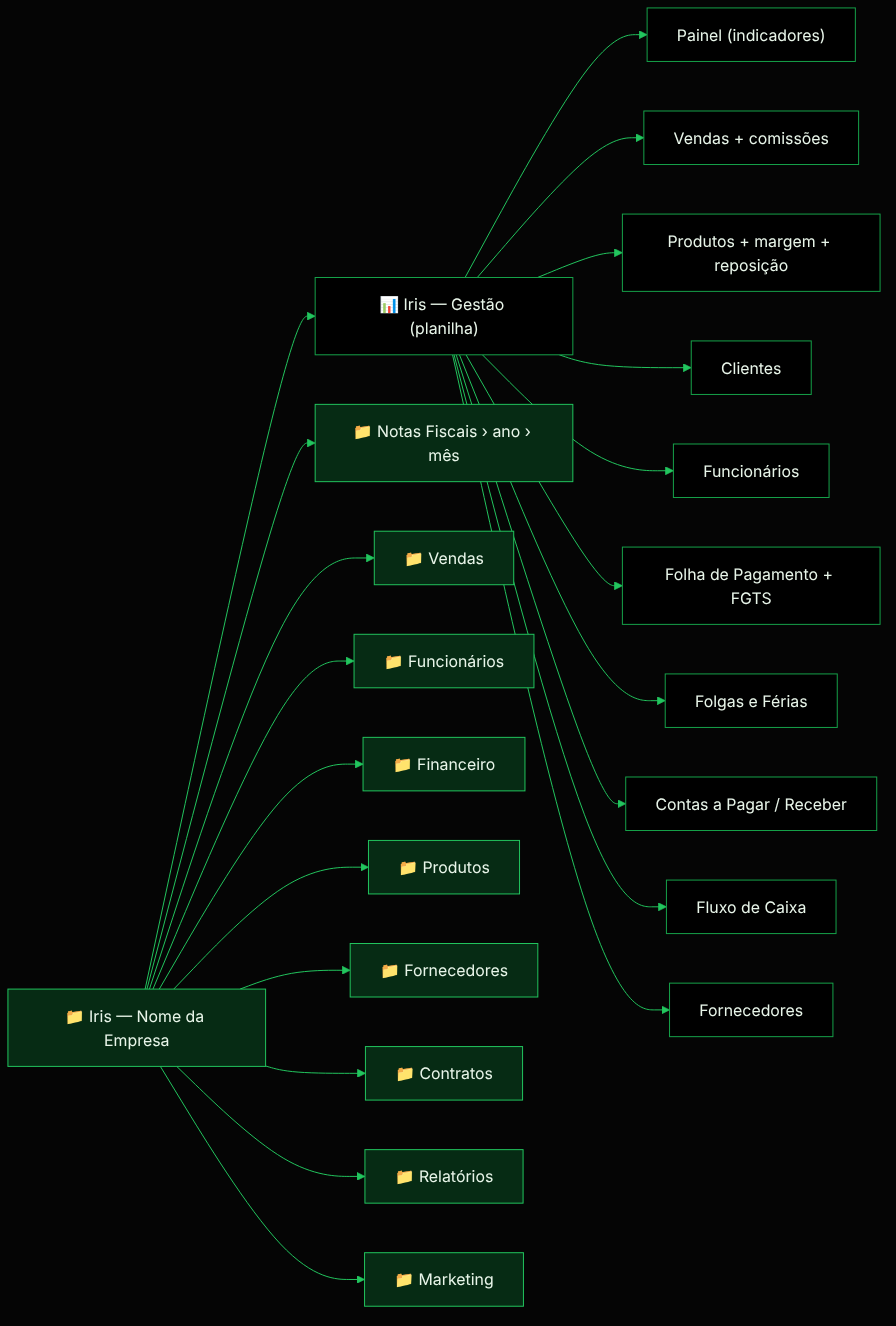 Painel (indicadores)
Vendas + comissões
Produtos + margem +
reposição
📊 Iris — Gestão
(planilha)
Clientes
📁 Notas Fiscais › ano ›
mês
Funcionários
📁 Vendas
Folha de Pagamento +
FGTS
📁 Funcionários
Folgas e Férias
📁 Financeiro
Contas a Pagar / Receber
📁 Produtos
Fluxo de Caixa
📁 Fornecedores
Fornecedores
📁 Iris — Nome da
Empresa
📁 Contratos
📁 Relatórios
📁 Marketing